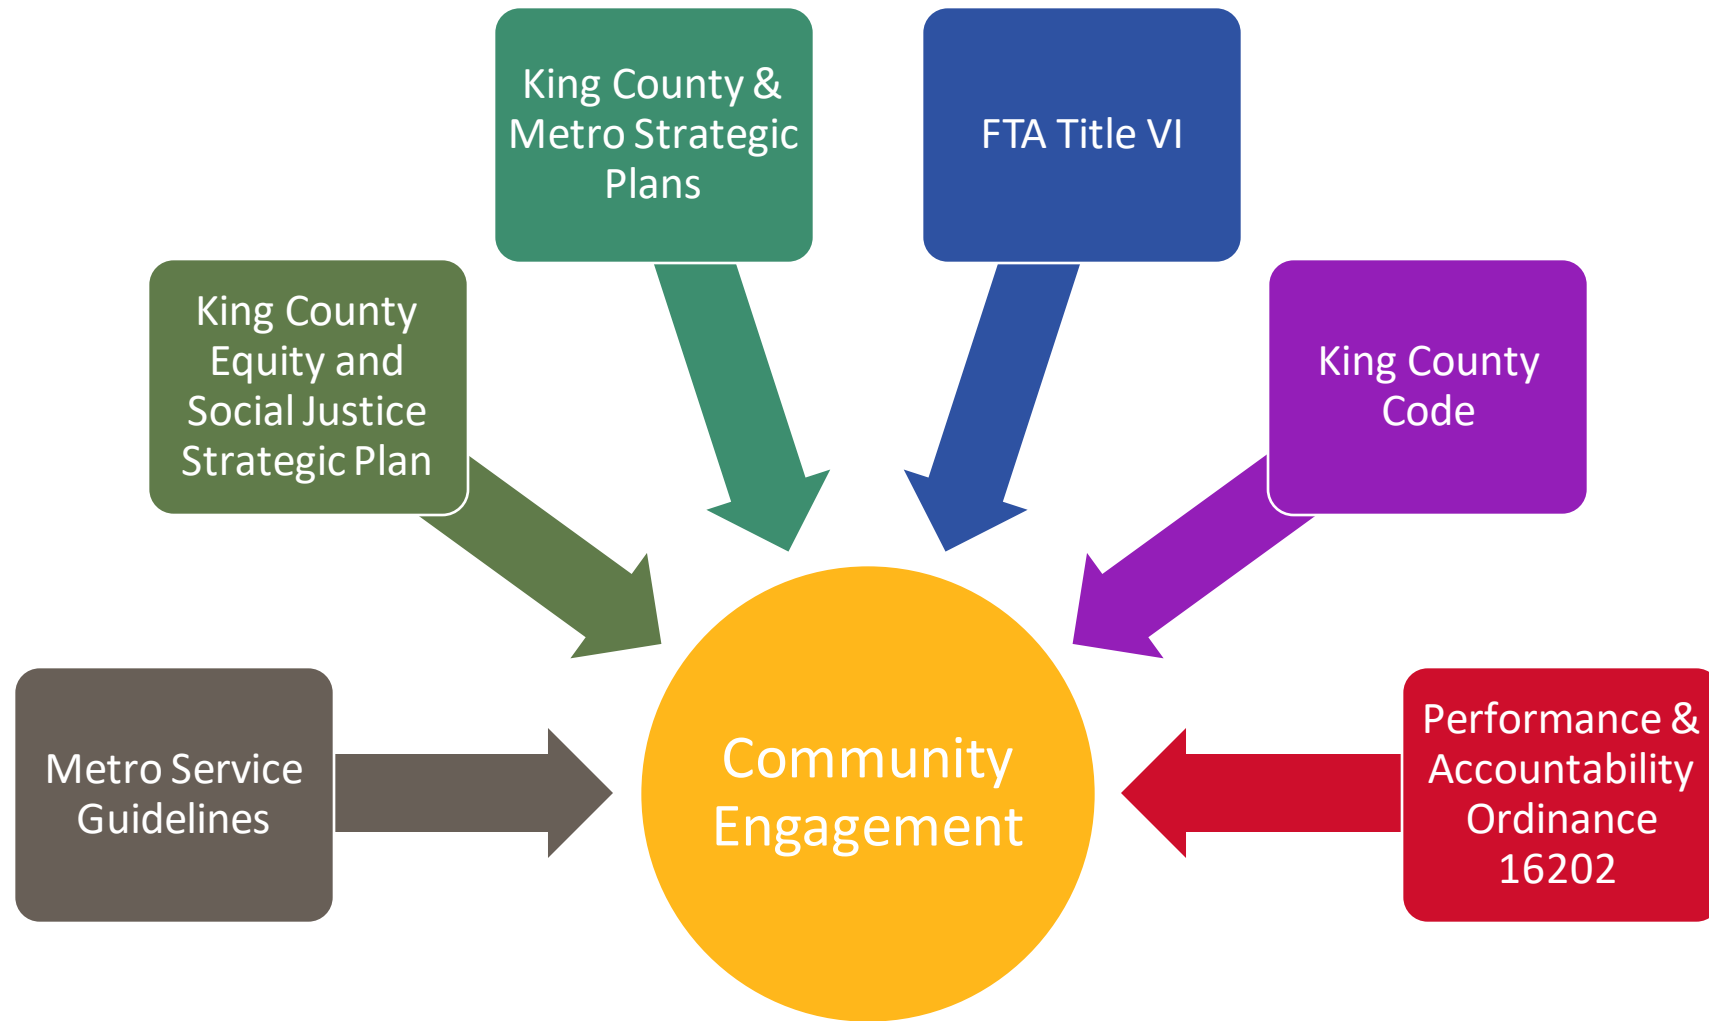 King County &
Metro Strategic
Plans
FTA Title VI
King County
Equity and
Social Justice
Strategic Plan
King County
Code
Metro Service
Guidelines
Community
Engagement
Performance &
Accountability
Ordinance
16202